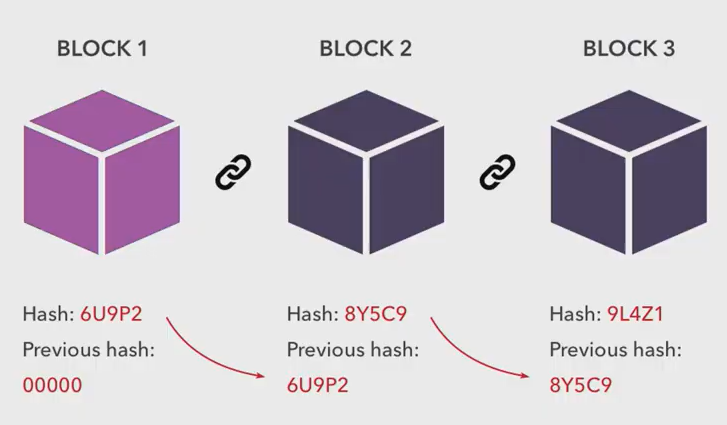 BLOCK 1
BLOCK 2
BLOCK 3
Hash: 6U9P2
Previous hash:
00000
Hash: 8Y5C9
Previous hash:
6U9P2
Hash: 9L4Z1
Previous hash:
8Y5C9